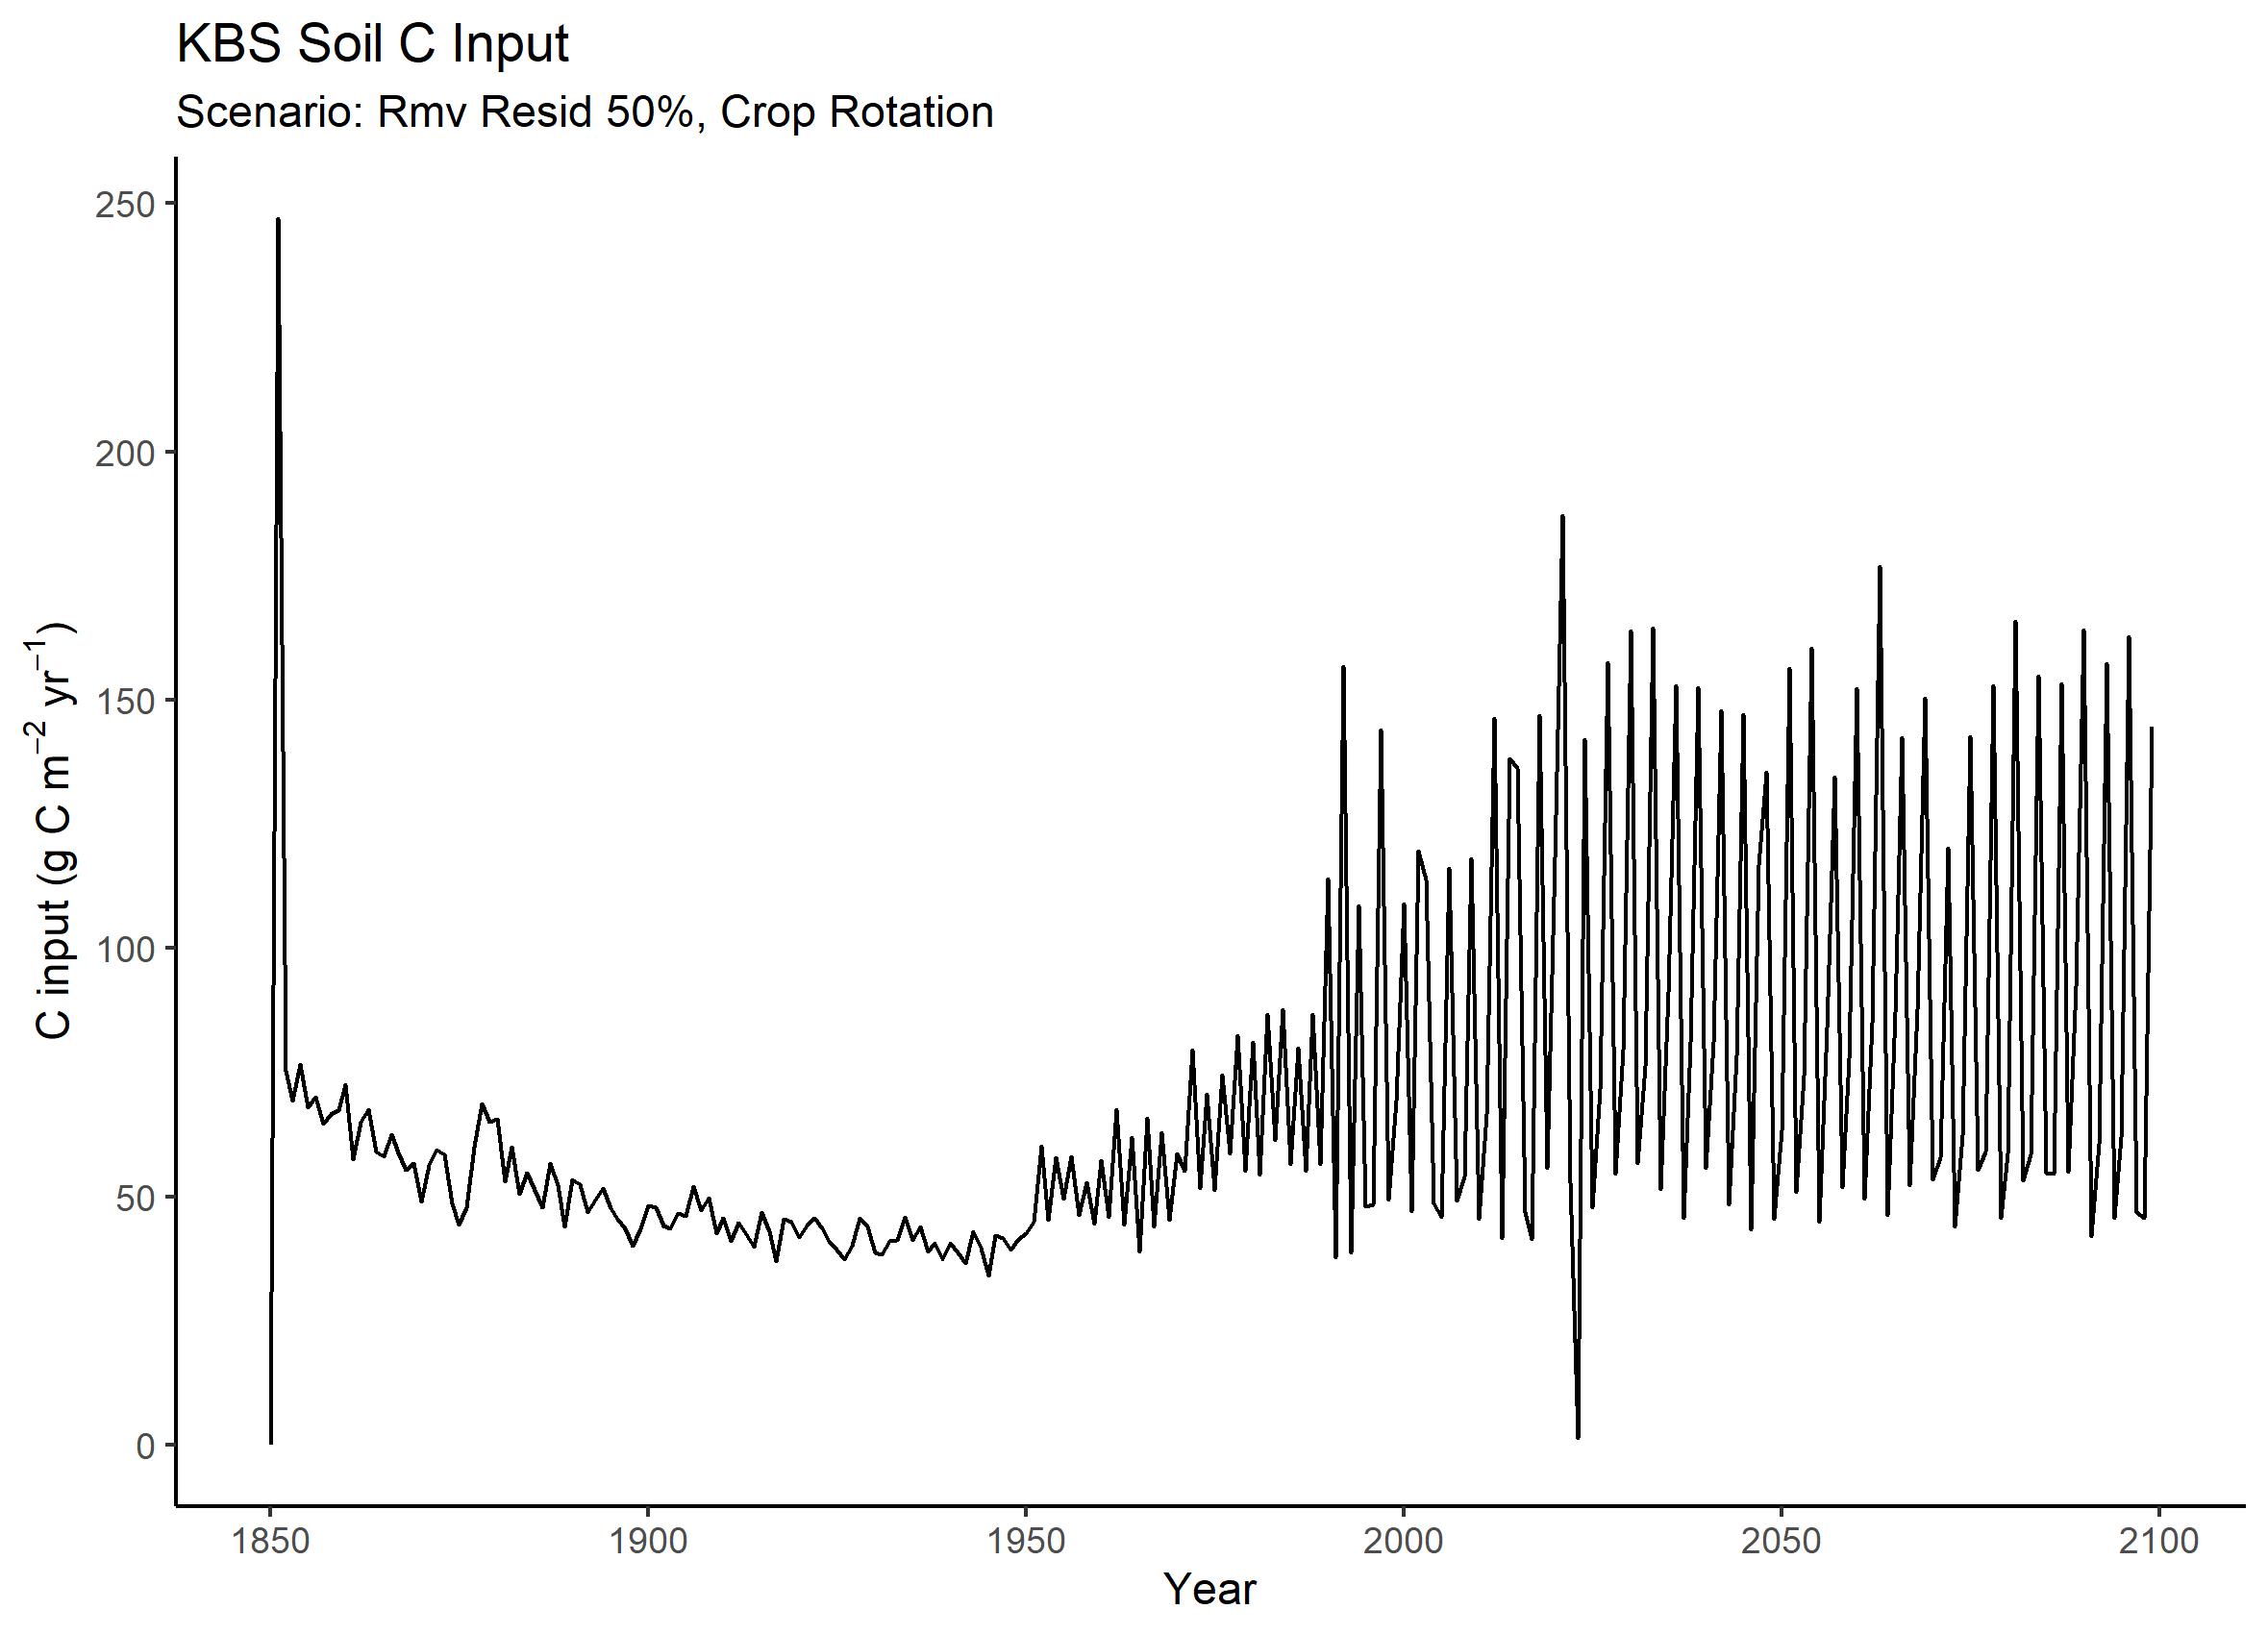 KBS Soil C Input
Scenario: Rmv Resid 50%, Crop Rotation
C input (g C m⁻² yr⁻¹)
250
200
150
100
50
0
1850 1900 1950 2000 2050 2100
Year